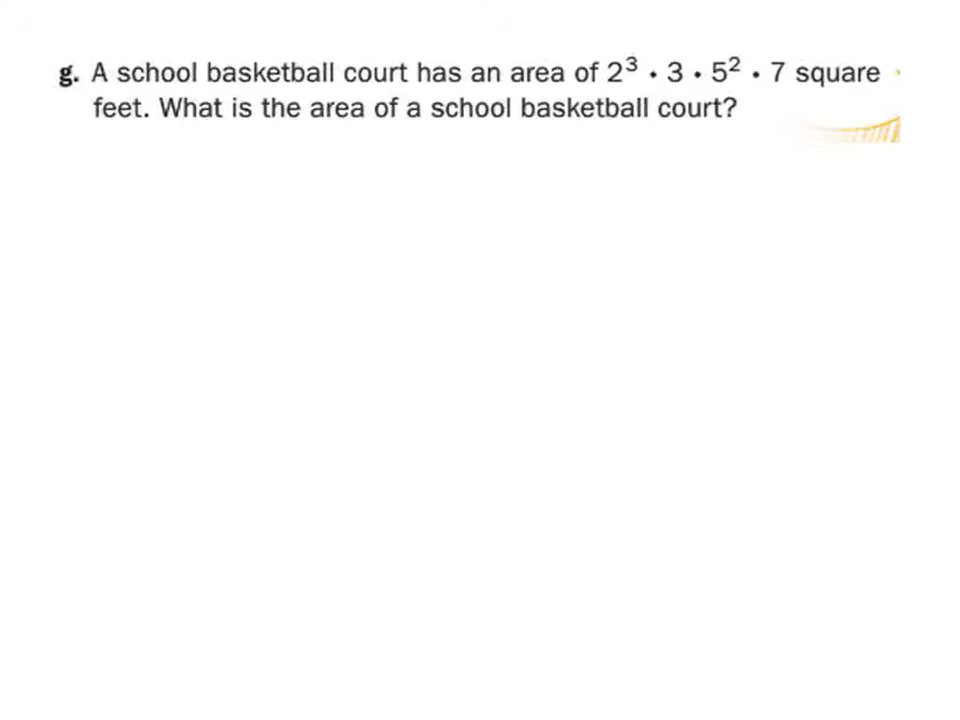 g. A school basketball court has an area of 2³ • 3 • 5² • 7 square
feet. What is the area of a school basketball court?